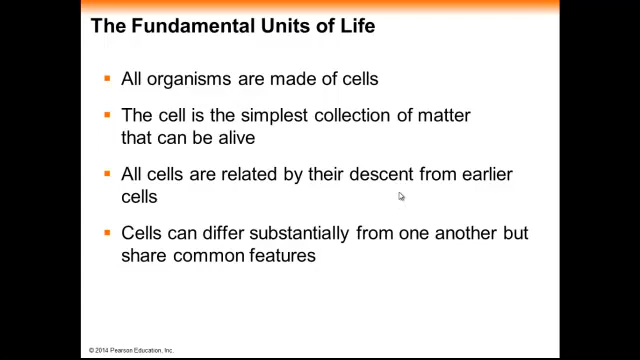 The Fundamental Units of Life
All organisms are made of cells
The cell is the simplest collection of matter
that can be alive
All cells are related by their descent from earlier
cells
Cells can differ substantially from one another but
share common features
© 2014 Pearson Education, Inc.